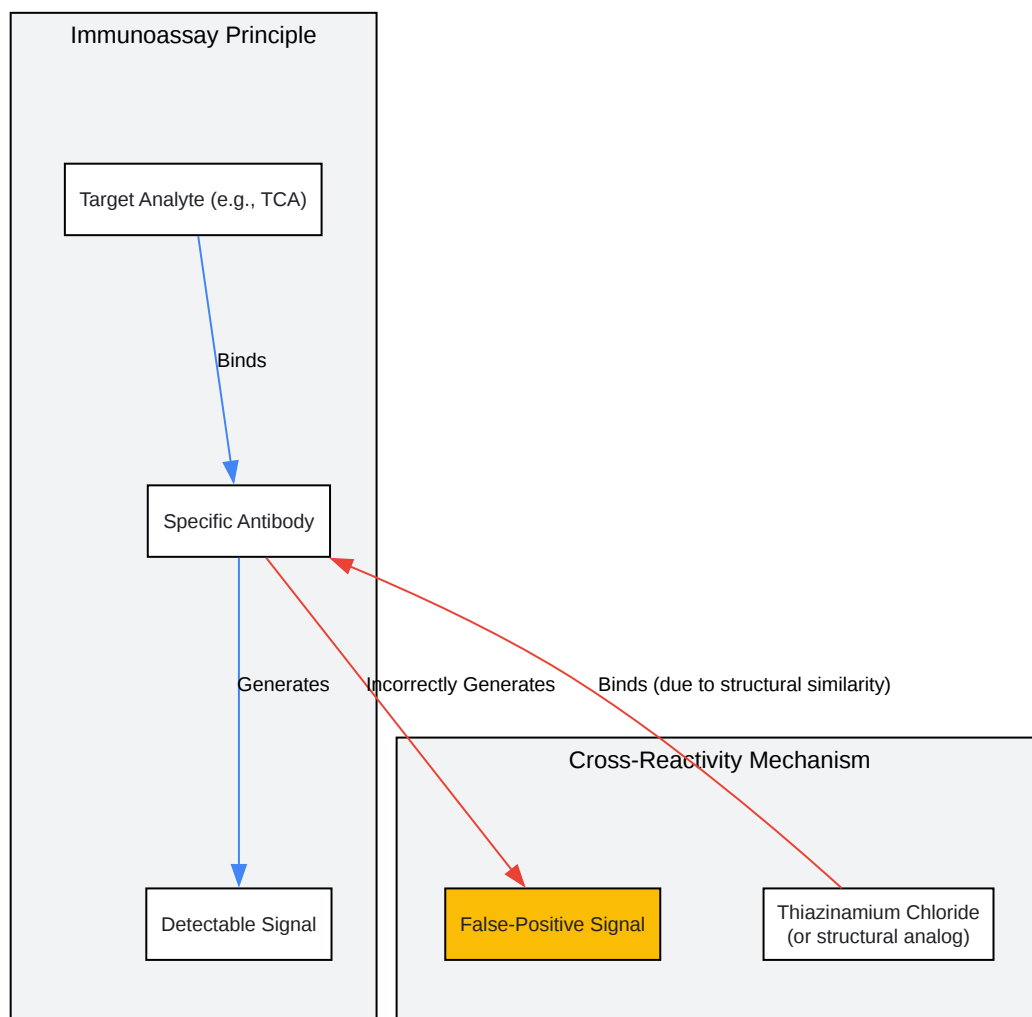 Immunoassay Principle
Target Analyte (e.g., TCA)
Binds
Specific Antibody
Generates
Incorrectly Generates
Binds (due to structural similarity)
Cross-Reactivity Mechanism
Detectable Signal
False-Positive Signal
Thiazinamium Chloride
(or structural analog)